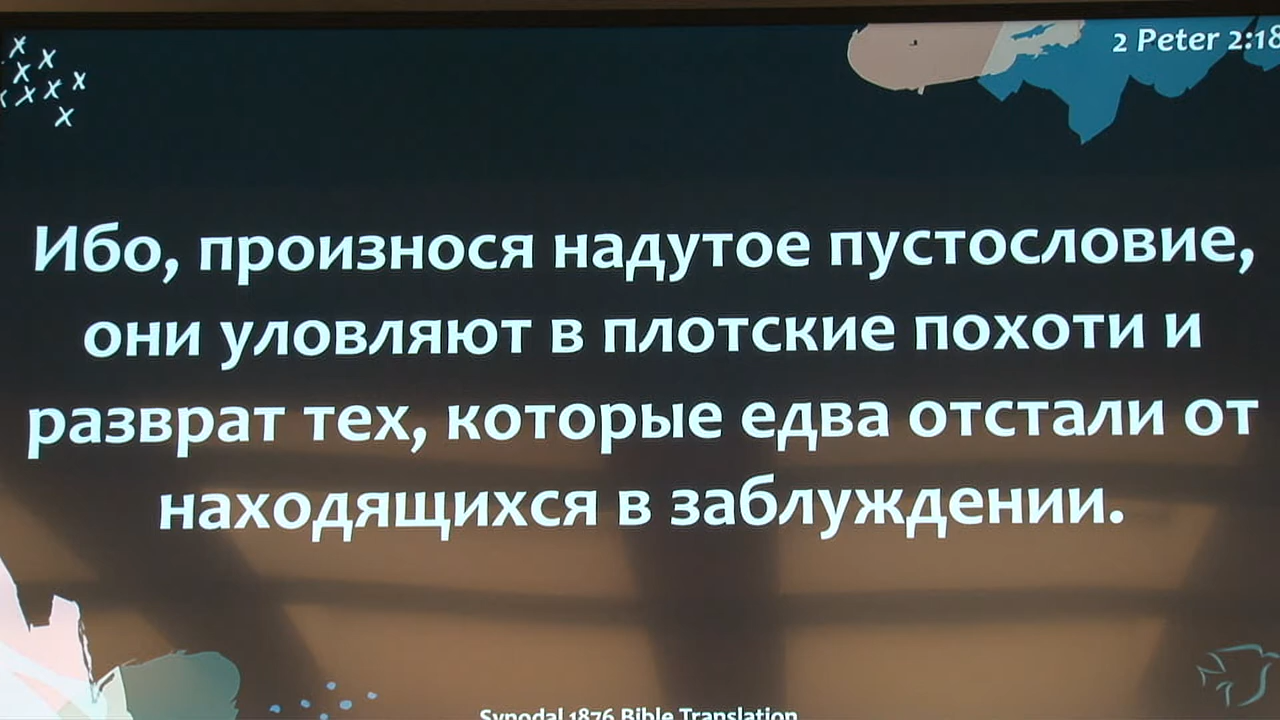 2 Peter 2:18
Ибо, произнося надутое пустословие,
они уловляют в плотские похоти и
разврат тех, которые едва отстали от
находящихся в заблуждении.
Synodal 1876 Bible Translation